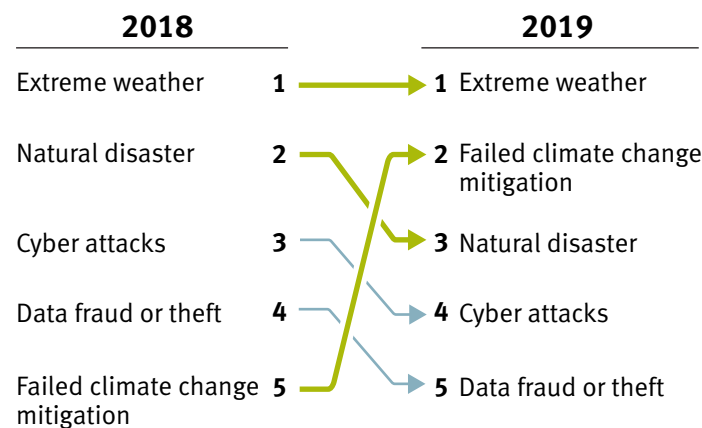 2018 2019
Extreme weather 1 1 Extreme weather
Natural disaster 2 2 Failed climate change
mitigation
Cyber attacks 3 3 Natural disaster
Data fraud or theft 4 4 Cyber attacks
Failed climate change 5 5 Data fraud or theft
mitigation